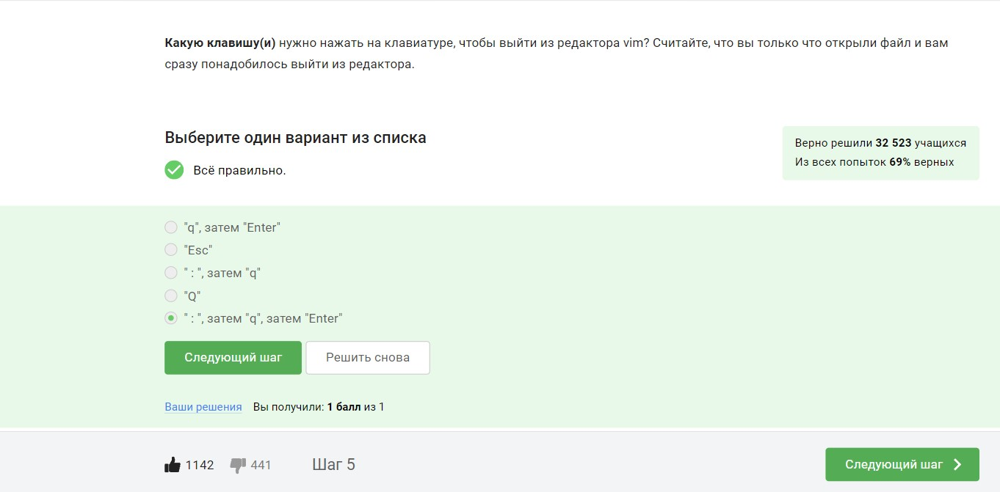 Какую клавишу(и) нужно нажать на клавиатуре, чтобы выйти из редактора vim? Считайте, что вы только что открыли файл и вам
сразу понадобилось выйти из редактора.
Выберите один вариант из списка
Верно решили 32 523 учащихся
Из всех попыток 69% верных
Всё правильно.
"q", затем "Enter"
"Esc"
" : ", затем "q"
"Q"
" : ", затем "q", затем "Enter"
Следующий шаг Решить снова
Ваши решения Вы получили: 1 балл из 1
1142 441 Шаг 5 Следующий шаг